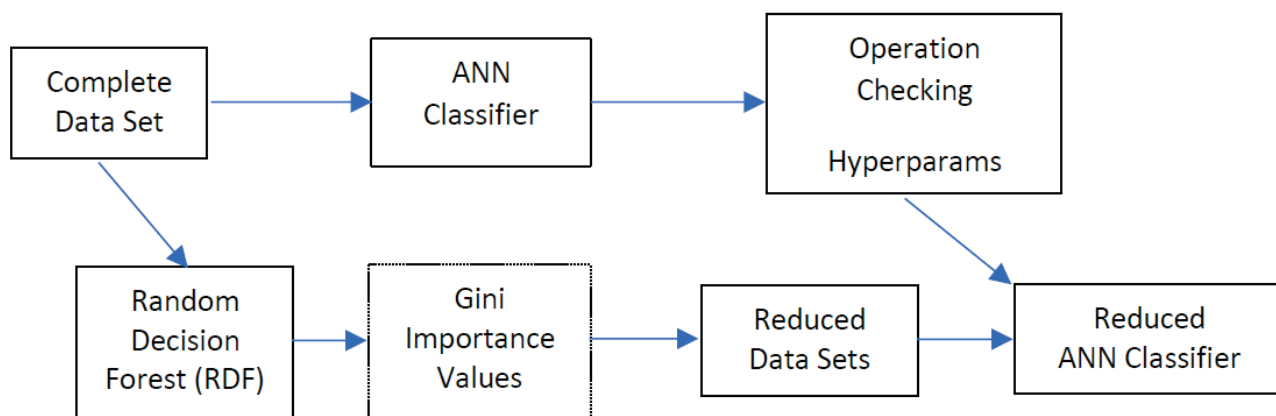 Complete
Data Set
ANN
Classifier
Operation
Checking
Hyperparams
Random
Decision
Forest (RDF)
Gini
Importance
Values
Reduced
Data Sets
Reduced
ANN Classifier